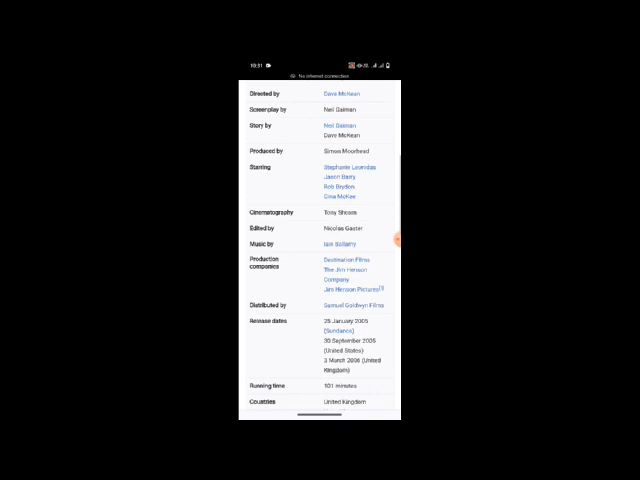 10:31
No internet connection
Directed by Dave McKean
Screenplay by Neil Gaiman
Story by Neil Gaiman
Dave McKean
Produced by Simon Moorhead
Starring Stephanie Leonidas
Jason Barry
Rob Brydon
Gina McKee
Cinematography Tony Shearn
Edited by Nicolas Gaster
Music by Iain Ballamy
Production Destination Films
companies The Jim Henson
Company
Jim Henson Pictures[1]
Distributed by Samuel Goldwyn Films
Release dates 25 January 2005
(Sundance)
30 September 2005
(United States)
3 March 2006 (United
Kingdom)
Running time 101 minutes
Countries United Kingdom